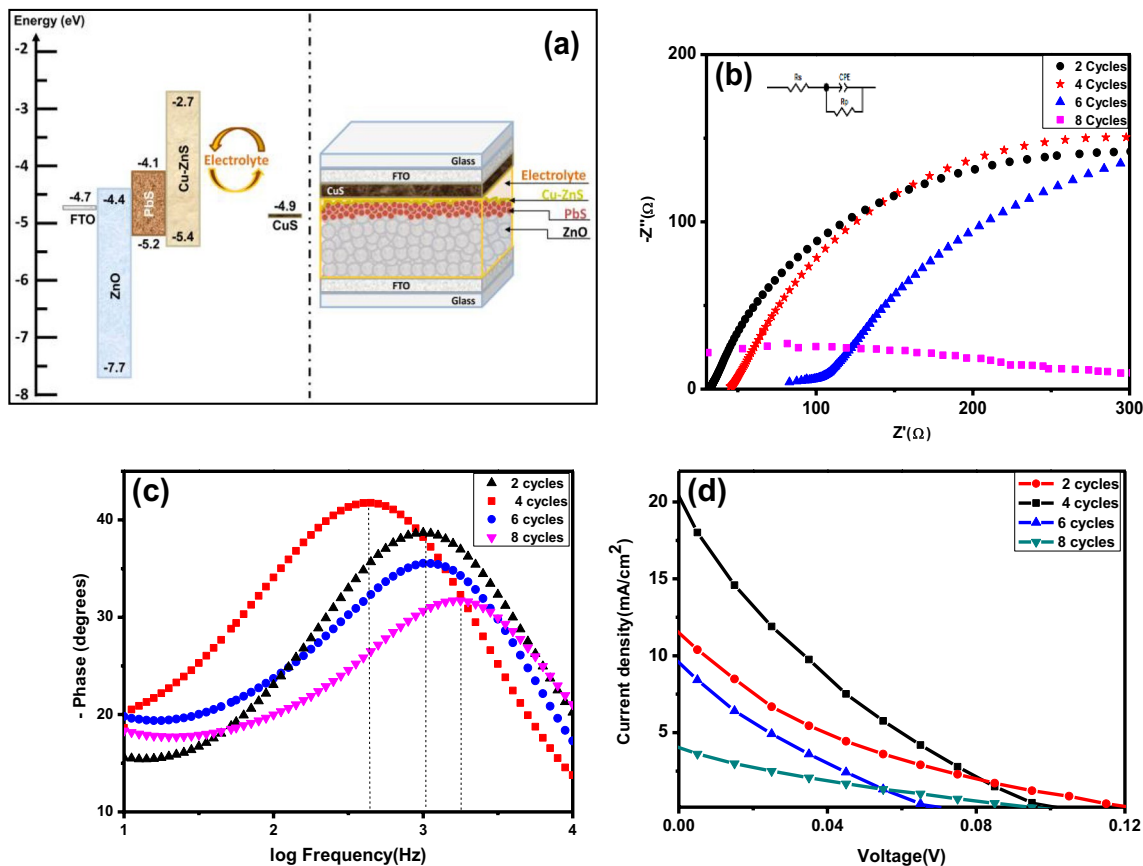 Energy (eV)
(a)
-2
-3
-4
-5
-6
-7
-8
-4.7
FTO
-4.4
ZnO
-7.7
-4.1
PbS
-5.2
-2.7
Cu-ZnS
-5.4
Electrolyte
-4.9
CuS
Glass
FTO
CuS
Electrolyte
Cu-ZnS
PbS
ZnO
FTO
Glass
(b)
Rs
CPE
Rp
2 Cycles
4 Cycles
6 Cycles
8 Cycles
200
100
0
-Z''(Ω)
100
200
300
Z'(Ω)
(c)
2 cycles
4 cycles
6 cycles
8 cycles
40
30
20
10
- Phase (degrees)
1
2
3
4
log Frequency(Hz)
(d)
2 cycles
4 cycles
6 cycles
8 cycles
20
15
10
5
Current density(mA/cm²)
0.00
0.04
0.08
0.12
Voltage(V)